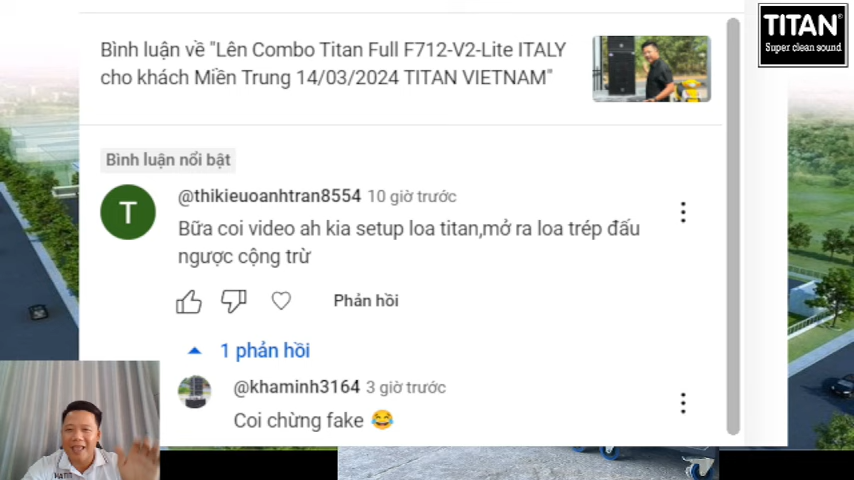 Bình luận về "Lên Combo Titan Full F712-V2-Lite ITALY
cho khách Miền Trung 14/03/2024 TITAN VIETNAM"
TITAN®
Super clean sound
Bình luận nổi bật
T
@thikieuoanhtran8554 10 giờ trước
Bữa coi video ah kia setup loa titan,mở ra loa trép đấu
ngược cộng trừ
Phản hồi
1 phản hồi
@khaminh3164 3 giờ trước
Coi chừng fake 😂